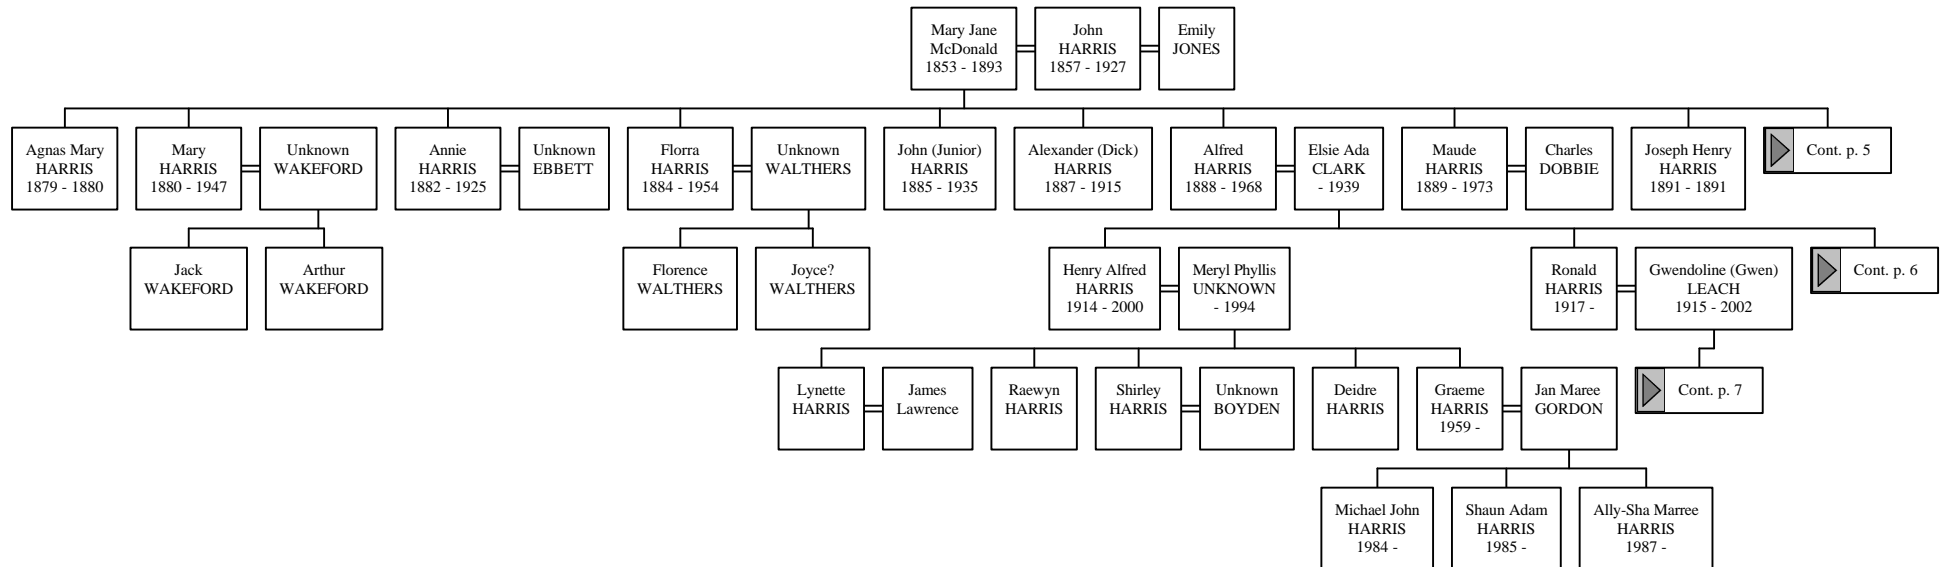 Mary Jane
McDonald
1853 - 1893
John
HARRIS
1857 - 1927
Emily
JONES
Agnas Mary
HARRIS
1879 - 1880
Mary
HARRIS
1880 - 1947
Unknown
WAKEFORD
Annie
HARRIS
1882 - 1925
Unknown
EBBETT
Florra
HARRIS
1884 - 1954
Unknown
WALTHERS
John (Junior)
HARRIS
1885 - 1935
Alexander (Dick)
HARRIS
1887 - 1915
Alfred
HARRIS
1888 - 1968
Elsie Ada
CLARK
- 1939
Maude
HARRIS
1889 - 1973
Charles
DOBBIE
Joseph Henry
HARRIS
1891 - 1891
Cont. p. 5
Jack
WAKEFORD
Arthur
WAKEFORD
Florence
WALTHERS
Joyce?
WALTHERS
Henry Alfred
HARRIS
1914 - 2000
Meryl Phyllis
UNKNOWN
- 1994
Ronald
HARRIS
1917 -
Gwendoline (Gwen)
LEACH
1915 - 2002
Cont. p. 6
Lynette
HARRIS
James
Lawrence
Raewyn
HARRIS
Shirley
HARRIS
Unknown
BOYDEN
Deidre
HARRIS
Graeme
HARRIS
1959 -
Jan Maree
GORDON
Cont. p. 7
Michael John
HARRIS
1984 -
Shaun Adam
HARRIS
1985 -
Ally-Sha Marree
HARRIS
1987 -